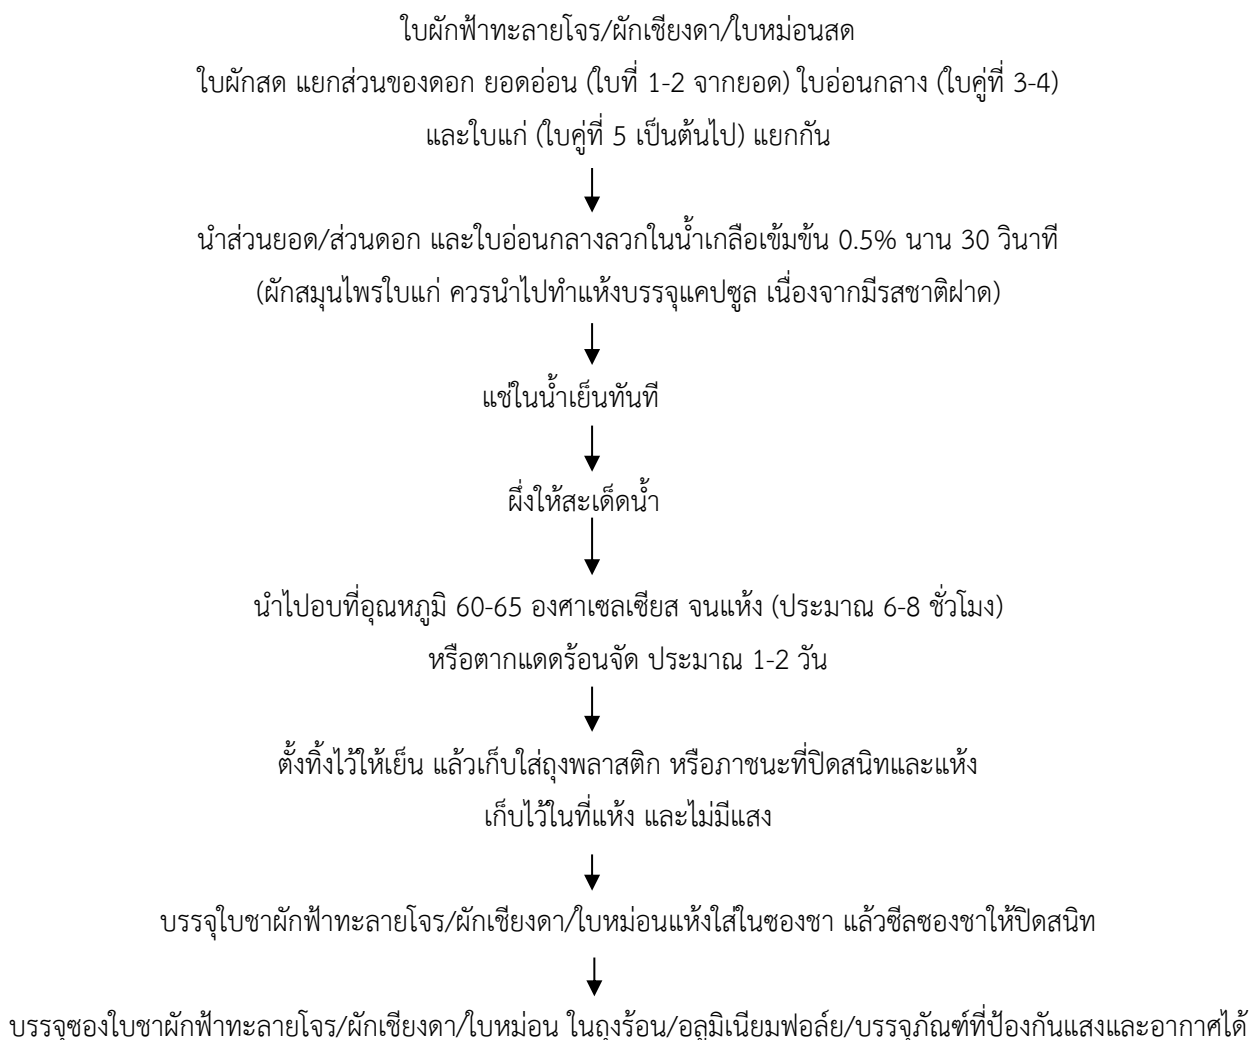 ใบผักฟ้าทะลายโจร/ผักเชียงดา/ใบหม่อนสด
ใบผักสด แยกส่วนของดอก ยอดอ่อน (ใบที่ 1-2 จากยอด) ใบอ่อนกลาง (ใบคู่ที่ 3-4)
และใบแก่ (ใบคู่ที่ 5 เป็นต้นไป) แยกกัน
นำส่วนยอด/ส่วนดอก และใบอ่อนกลางลวกในน้ำเกลือเข้มข้น 0.5% นาน 30 วินาที
(ผักสมุนไพรใบแก่ ควรนำไปทำแห้งบรรจุแคปซูล เนื่องจากมีรสชาติฝาด)
แช่ในน้ำเย็นทันที
ผึ่งให้สะเด็ดน้ำ
นำไปอบที่อุณหภูมิ 60-65 องศาเซลเซียส จนแห้ง (ประมาณ 6-8 ชั่วโมง)
หรือตากแดดร้อนจัด ประมาณ 1-2 วัน
ตั้งทิ้งไว้ให้เย็น แล้วเก็บใส่ถุงพลาสติก หรือภาชนะที่ปิดสนิทและแห้ง
เก็บไว้ในที่แห้ง และไม่มีแสง
บรรจุใบชาผักฟ้าทะลายโจร/ผักเชียงดา/ใบหม่อนแห้งใส่ในซองชา แล้วซีลซองชาให้ปิดสนิท
บรรจุซองใบชาผักฟ้าทะลายโจร/ผักเชียงดา/ใบหม่อน ในถุงร้อน/อลูมิเนียมฟอล์ย/บรรจุภัณฑ์ที่ป้องกันแสงและอากาศได้